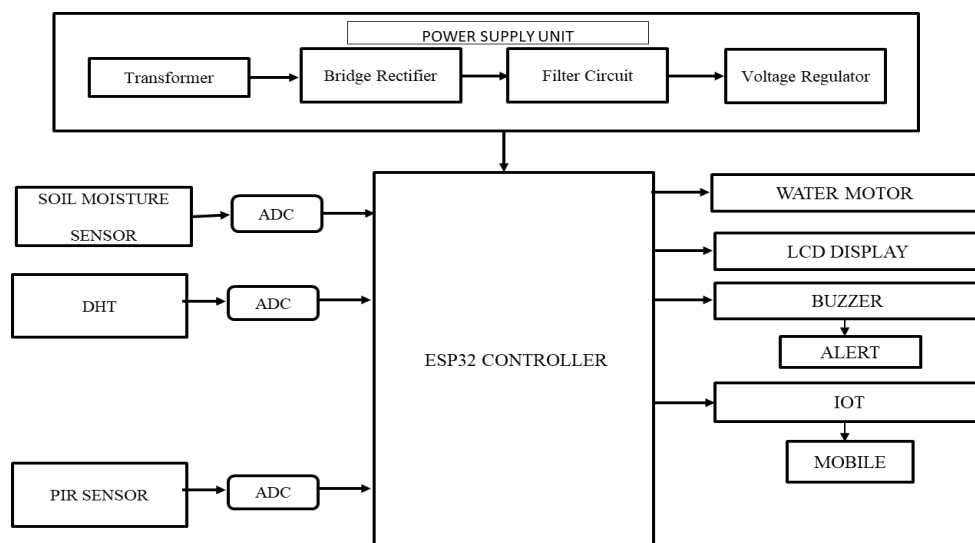 POWER SUPPLY UNIT
Transformer
Bridge Rectifier
Filter Circuit
Voltage Regulator
SOIL MOISTURE
SENSOR
ADC
WATER MOTOR
LCD DISPLAY
DHT
ADC
BUZZER
ALERT
ESP32 CONTROLLER
IOT
MOBILE
PIR SENSOR
ADC